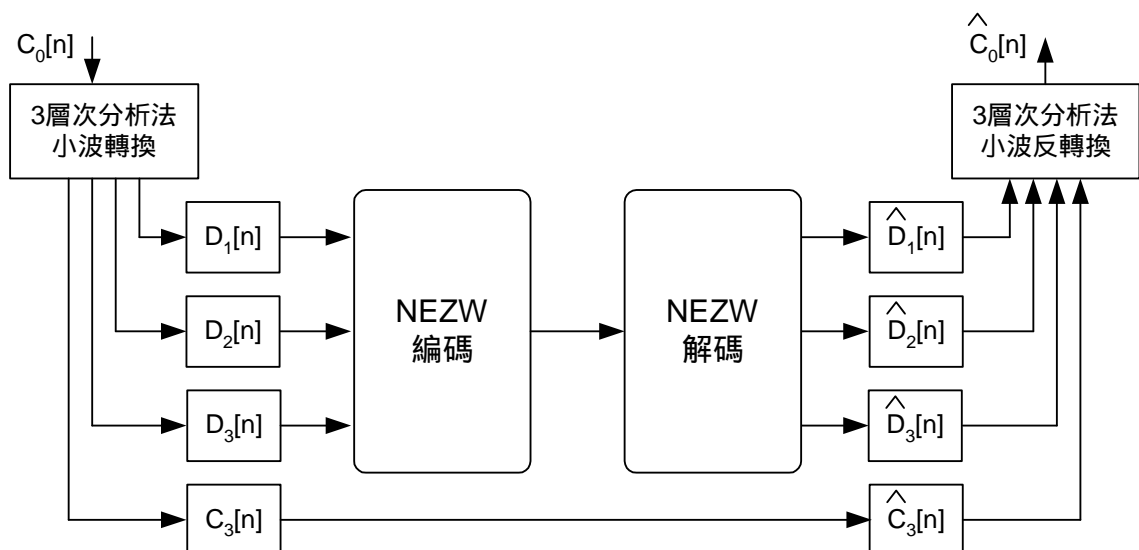 C₀[n]
3層次分析法
小波轉換
Ĉ₀[n]
3層次分析法
小波反轉換
D₁[n]
D₂[n]
D₃[n]
C₃[n]
NEZW
編碼
NEZW
解碼
D̂₁[n]
D̂₂[n]
D̂₃[n]
Ĉ₃[n]